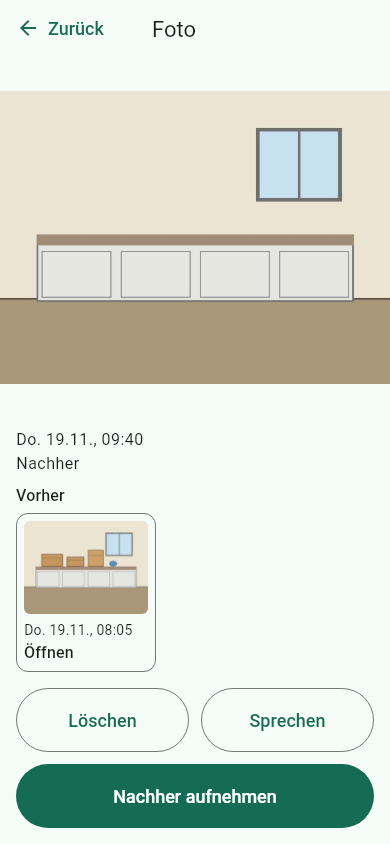 Zurück
Foto
Do. 19.11., 09:40
Nachher
Vorher
Do. 19.11., 08:05
Öffnen
Löschen
Sprechen
Nachher aufnehmen